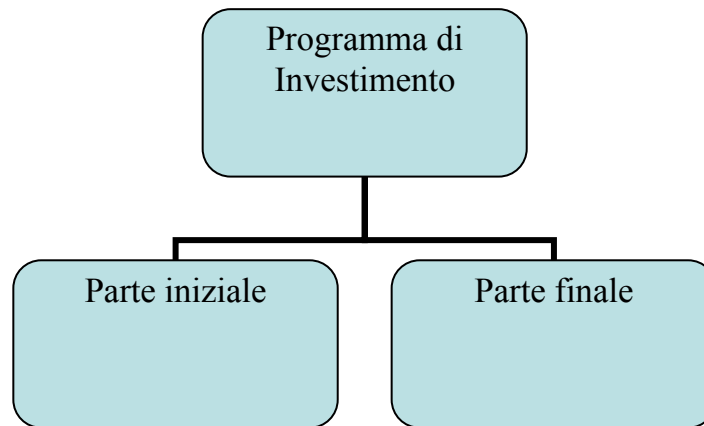 Programma di
Investimento
Parte iniziale
Parte finale